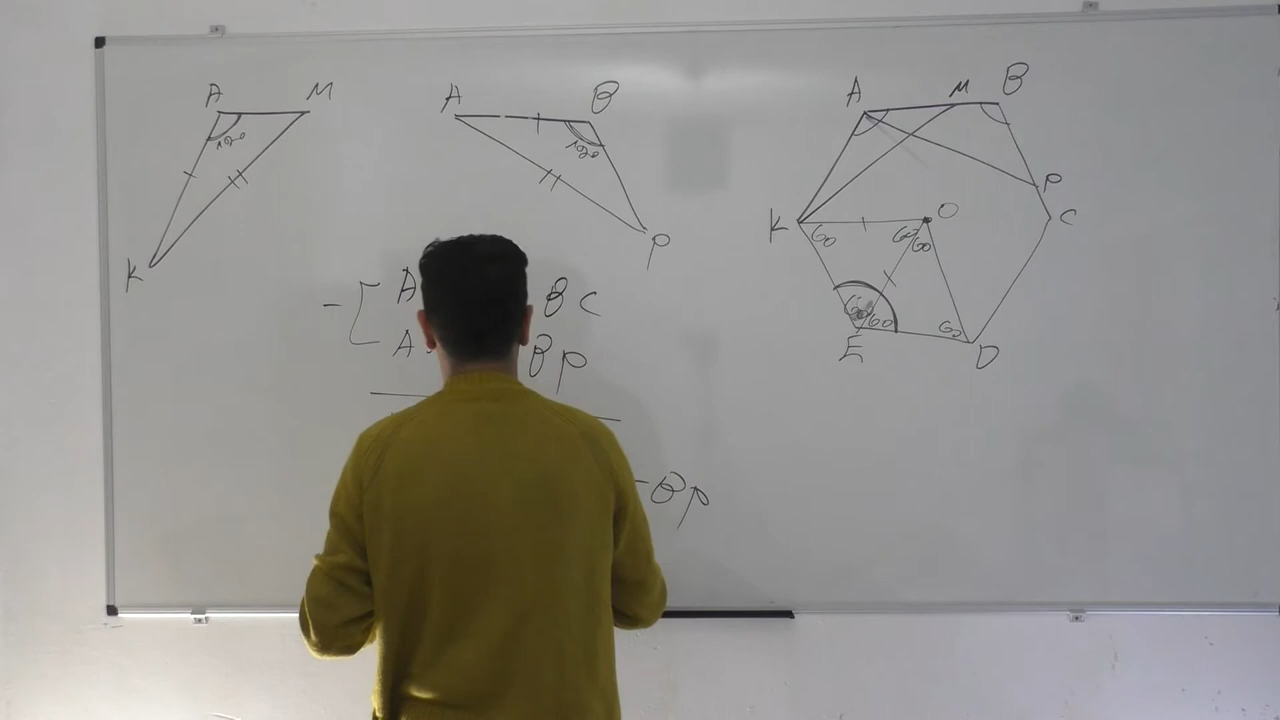 A M
120
K
A B
120
P
A M B
P
K O C
60 60 60
60 60 60
E D
A BC
A BP
-BP